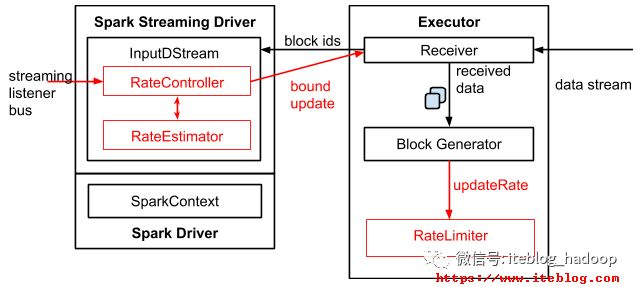 Spark Streaming Driver
InputDStream
streaming
listener
bus
RateController
RateEstimator
SparkContext
Spark Driver
block ids
bound
update
Executor
Receiver
received
data
data stream
Block Generator
updateRate
RateLimiter
微信号:iteblog_hadoop
https://www.iteblog.com